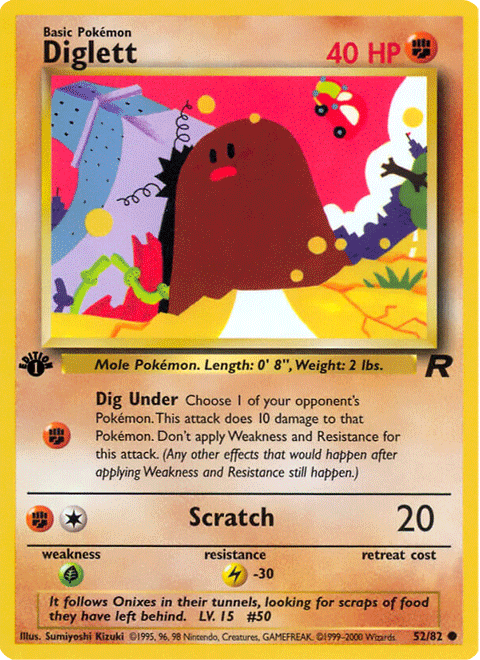 Basic Pokémon
Diglett
40 HP
EDITION
1
Mole Pokémon. Length: 0' 8", Weight: 2 lbs.
R
Dig Under Choose 1 of your opponent's
Pokémon. This attack does 10 damage to that
Pokémon. Don't apply Weakness and Resistance for
this attack. (Any other effects that would happen after
applying Weakness and Resistance still happen.)
Scratch 20
weakness resistance retreat cost
-30
It follows Onixes in their tunnels, looking for scraps of food
they have left behind. LV. 15 #50
Illus. Sumiyoshi Kizuki ©1995, 96, 98 Nintendo, Creatures, GAMEFREAK. ©1999-2000 Wizards. 52/82